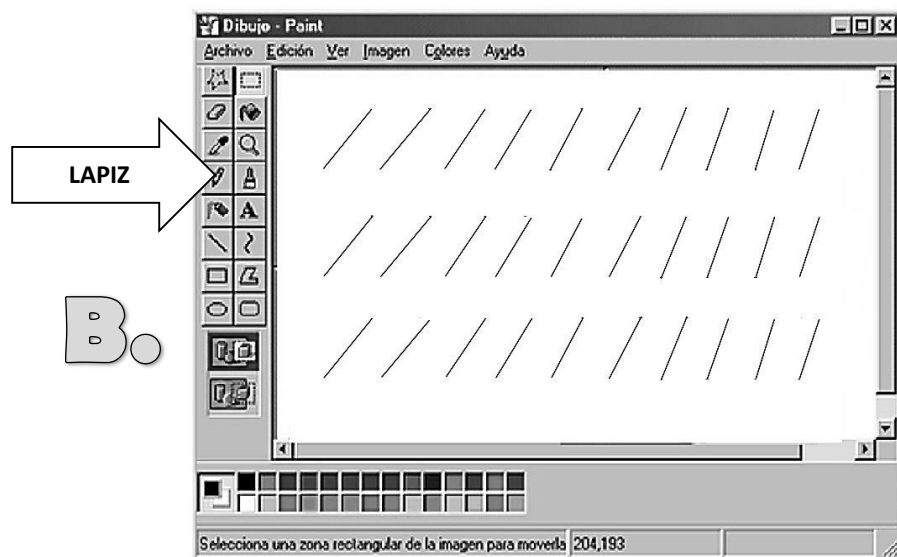 Dibujo - Paint
Archivo Edición Ver Imagen Colores Ayuda
LAPIZ
A
B.
Selecciona una zona rectangular de la imagen para moverla 204,193